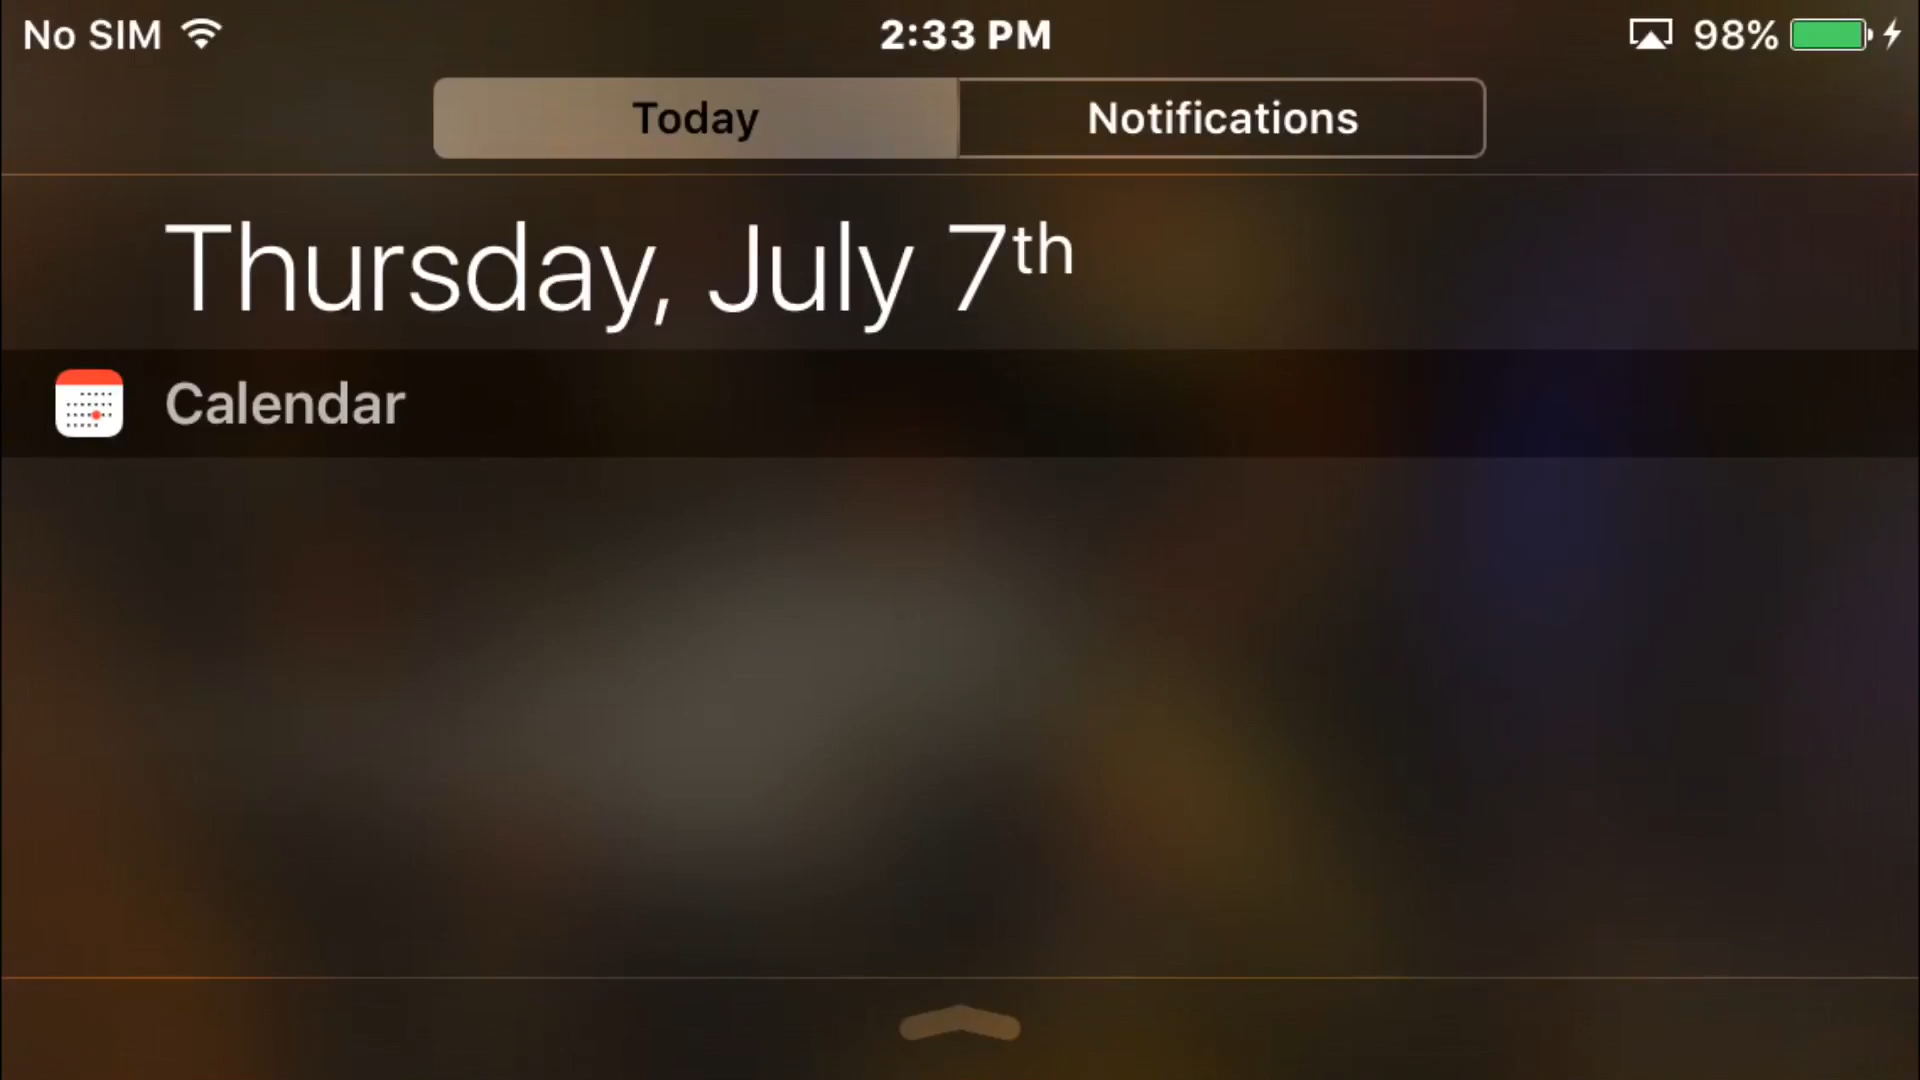 No SIM 2:33 PM 98%
Today Notifications
Thursday, July 7th
Calendar